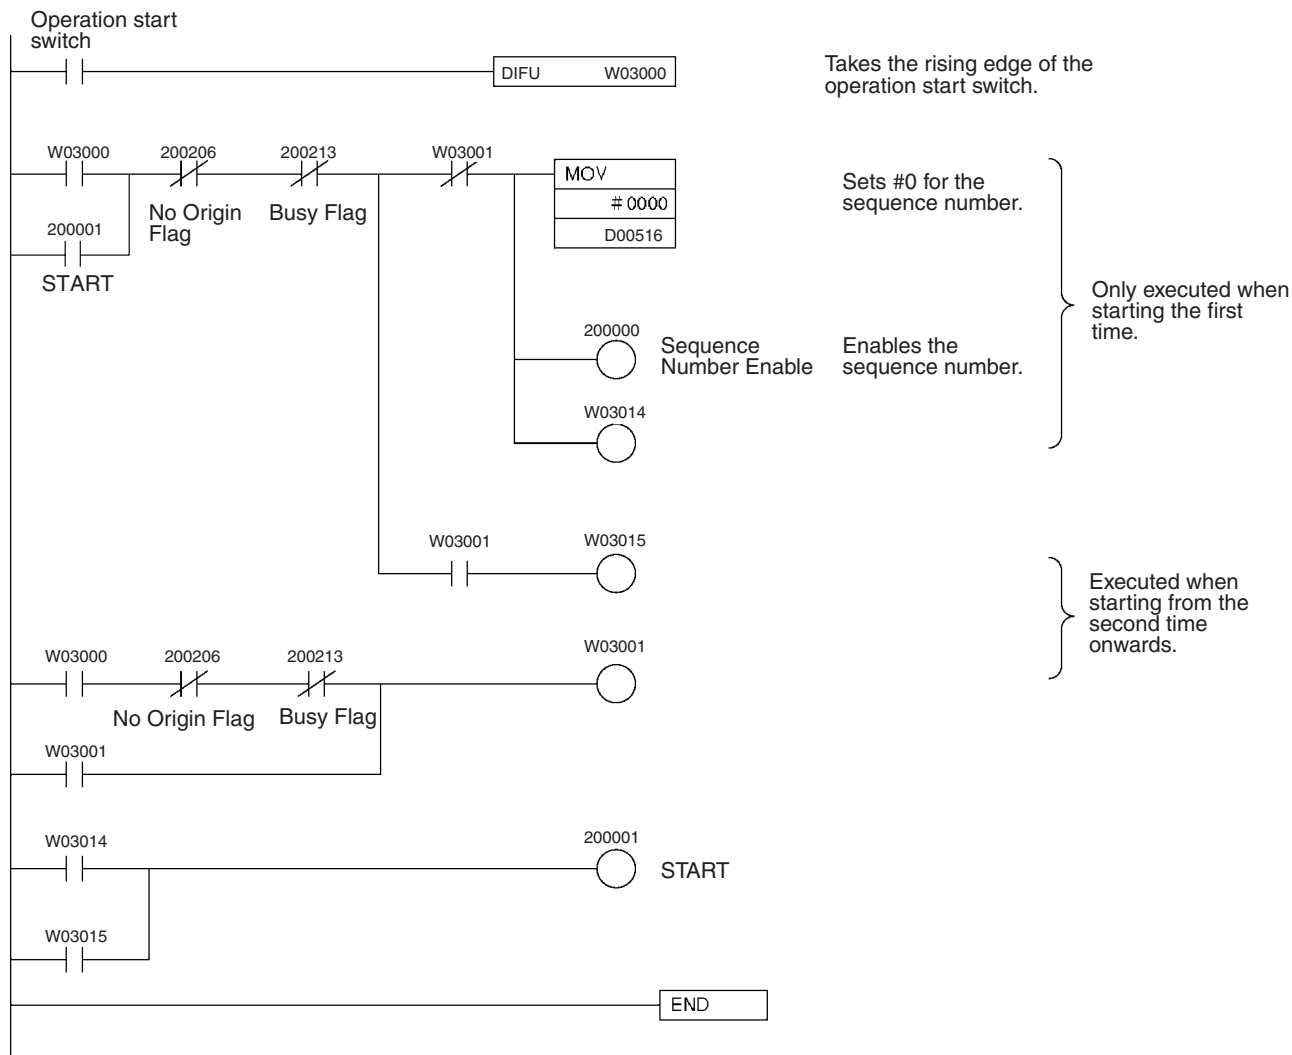 Operation start
switch
DIFU W03000
Takes the rising edge of the
operation start switch.
W03000 200206 200213 W03001
MOV
# 0000
D00516
No Origin
Flag
Busy Flag
200001
START
Sets #0 for the
sequence number.
Only executed when
starting the first
time.
200000
Sequence
Number Enable
Enables the
sequence number.
W03014
W03001 W03015
Executed when
starting from the
second time
onwards.
W03000 200206 200213 W03001
No Origin Flag Busy Flag
W03001
W03014 200001
START
W03015
END